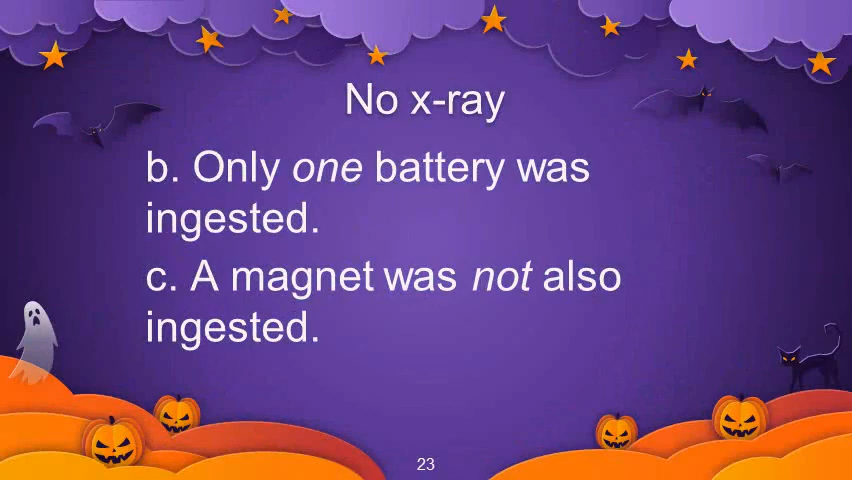 No x-ray
b. Only one battery was
ingested.
c. A magnet was not also
ingested.
23